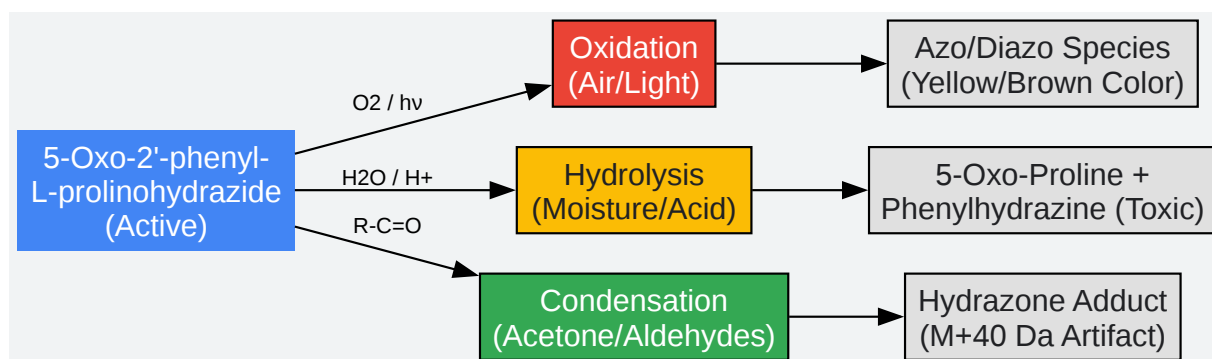 5-Oxo-2'-phenyl-
L-prolinohydrazide
(Active)
O2 / hν
H2O / H+
R-C=O
Oxidation
(Air/Light)
Azo/Diazo Species
(Yellow/Brown Color)
Hydrolysis
(Moisture/Acid)
5-Oxo-Proline +
Phenylhydrazine (Toxic)
Condensation
(Acetone/Aldehydes)
Hydrazone Adduct
(M+40 Da Artifact)